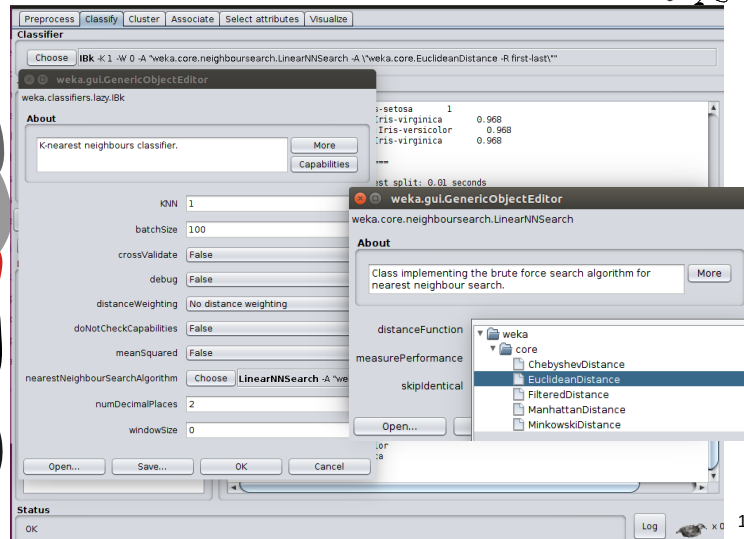 Preprocess Classify Cluster Associate Select attributes Visualize
Classifier
Choose IBk -K 1 -W 0 -A "weka.core.neighboursearch.LinearNNSearch -A \"weka.core.EuclideanDistance -R first-last\""
weka.gui.GenericObjectEditor
weka.classifiers.lazy.IBk
About
K-nearest neighbours classifier.
More
Capabilities
KNN 1
batchSize 100
crossValidate False
debug False
distanceWeighting No distance weighting
doNotCheckCapabilities False
meanSquared False
nearestNeighbourSearchAlgorithm Choose LinearNNSearch -A "we
numDecimalPlaces 2
windowSize 0
Open... Save... OK Cancel
s-setosa 1
Iris-virginica 0.968
Iris-versicolor 0.968
Iris-virginica 0.968
===
est split: 0.01 seconds
weka.gui.GenericObjectEditor
weka.core.neighboursearch.LinearNNSearch
About
Class implementing the brute force search algorithm for
nearest neighbour search.
More
distanceFunction
measurePerformance
skipIdentical
weka
core
ChebyshevDistance
EuclideanDistance
FilteredDistance
ManhattanDistance
MinkowskiDistance
Open...
lor
ca
Status
OK
Log
x 0
1